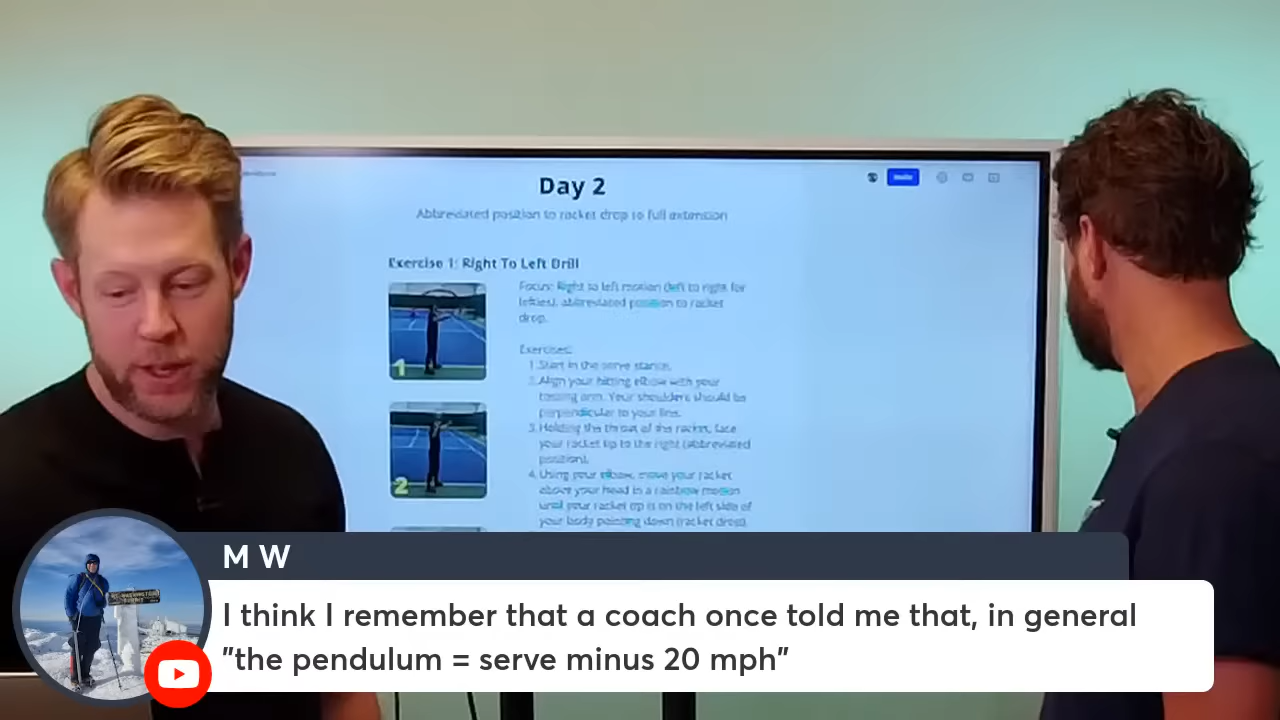 Day 2
Abbreviated position to racket drop to full extension
Exercise 1: Right To Left Drill
Focus: Right to left motion (left to right for
lefties), abbreviated position to racket
drop.
Exercises:
1. Start in the serve stance.
2. Align your hitting elbow with your
tossing arm. Your shoulders should be
perpendicular to your
3. Holding the throat of the racket, face
your racket tip to the right (abbreviated
position).
4. Using your elbow, move your racket
above your head in a rainbow motion
until your racket tip is on the left side of
your body pointing down (racket drop)
1
2
M W
I think I remember that a coach once told me that, in general
"the pendulum = serve minus 20 mph"